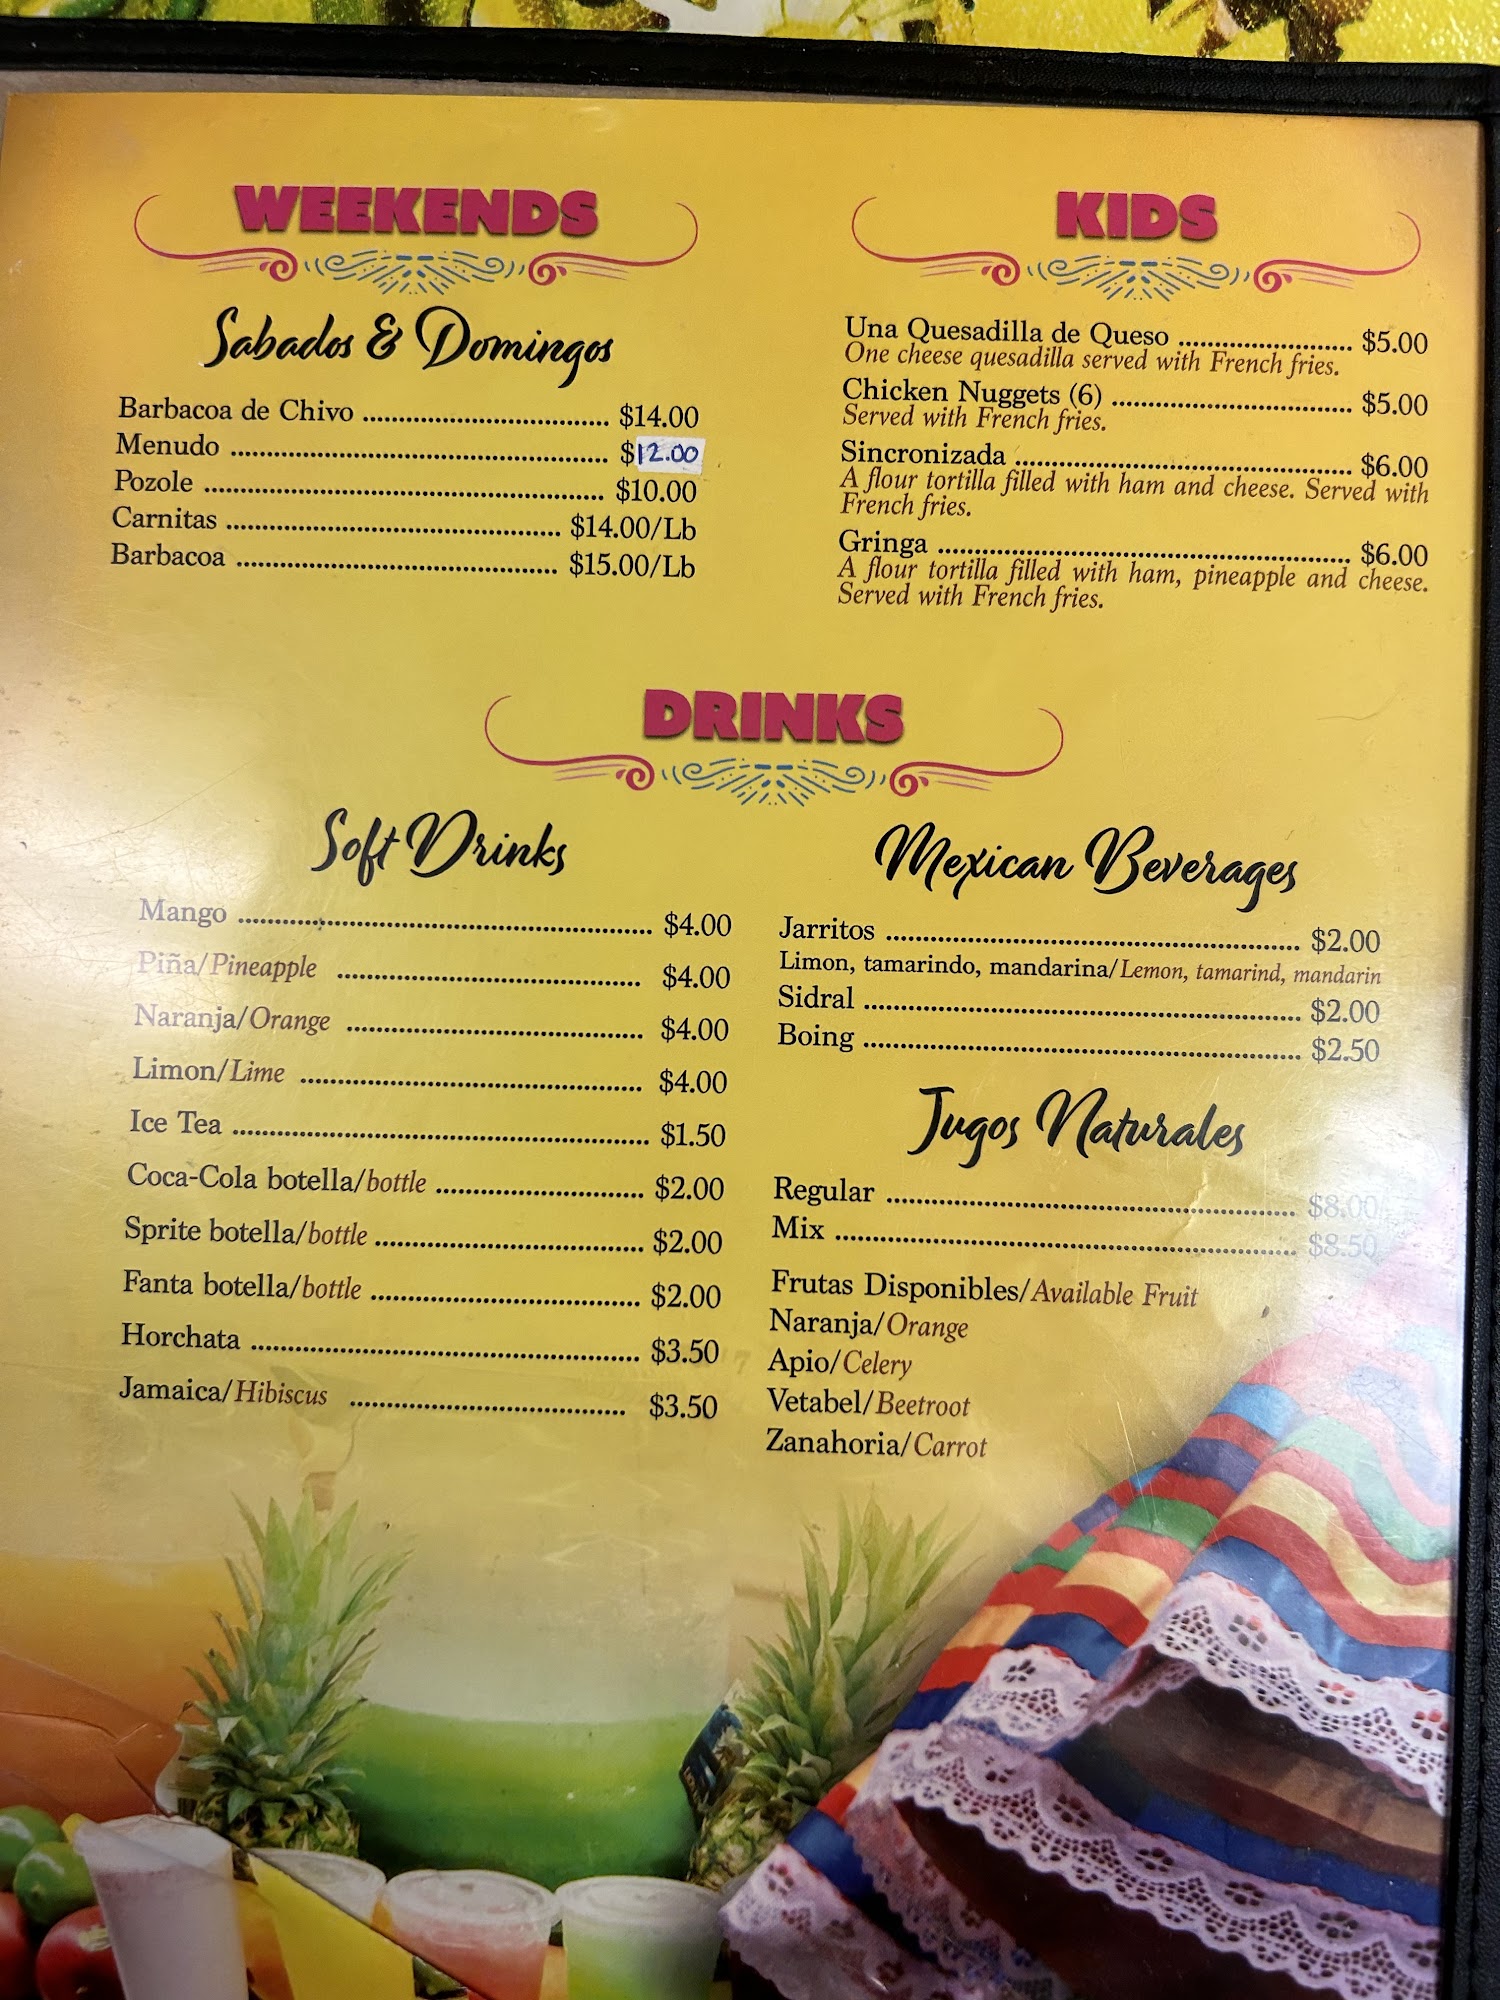 WEEKENDS
Sabados & Domingos
Barbacoa de Chivo ........ $14.00
Menudo ........ $12.00
Pozole ........ $10.00
Carnitas ........ $14.00/Lb
Barbacoa ........ $15.00/Lb
KIDS
Una Quesadilla de Queso ........ $5.00
One cheese quesadilla served with French fries.
Chicken Nuggets (6) ........ $5.00
Served with French fries.
Sincronizada ........ $6.00
A flour tortilla filled with ham and cheese. Served with
French fries.
Gringa ........ $6.00
A flour tortilla filled with ham, pineapple and cheese.
Served with French fries.
DRINKS
Soft Drinks
Mango ........ $4.00
Piña/Pineapple ........ $4.00
Naranja/Orange ........ $4.00
Limon/Lime ........ $4.00
Ice Tea ........ $1.50
Coca-Cola botella/bottle ........ $2.00
Sprite botella/bottle ........ $2.00
Fanta botella/bottle ........ $2.00
Horchata ........ $3.50
Jamaica/Hibiscus ........ $3.50
Mexican Beverages
Jarritos ........ $2.00
Limon, tamarindo, mandarina/Lemon, tamarind, mandarin
Sidral ........ $2.00
Boing ........ $2.50
Jugos Naturales
Regular ........ $8.00
Mix ........ $8.50
Frutas Disponibles/Available Fruit
Naranja/Orange
Apio/Celery
Vetabel/Beetroot
Zanahoria/Carrot